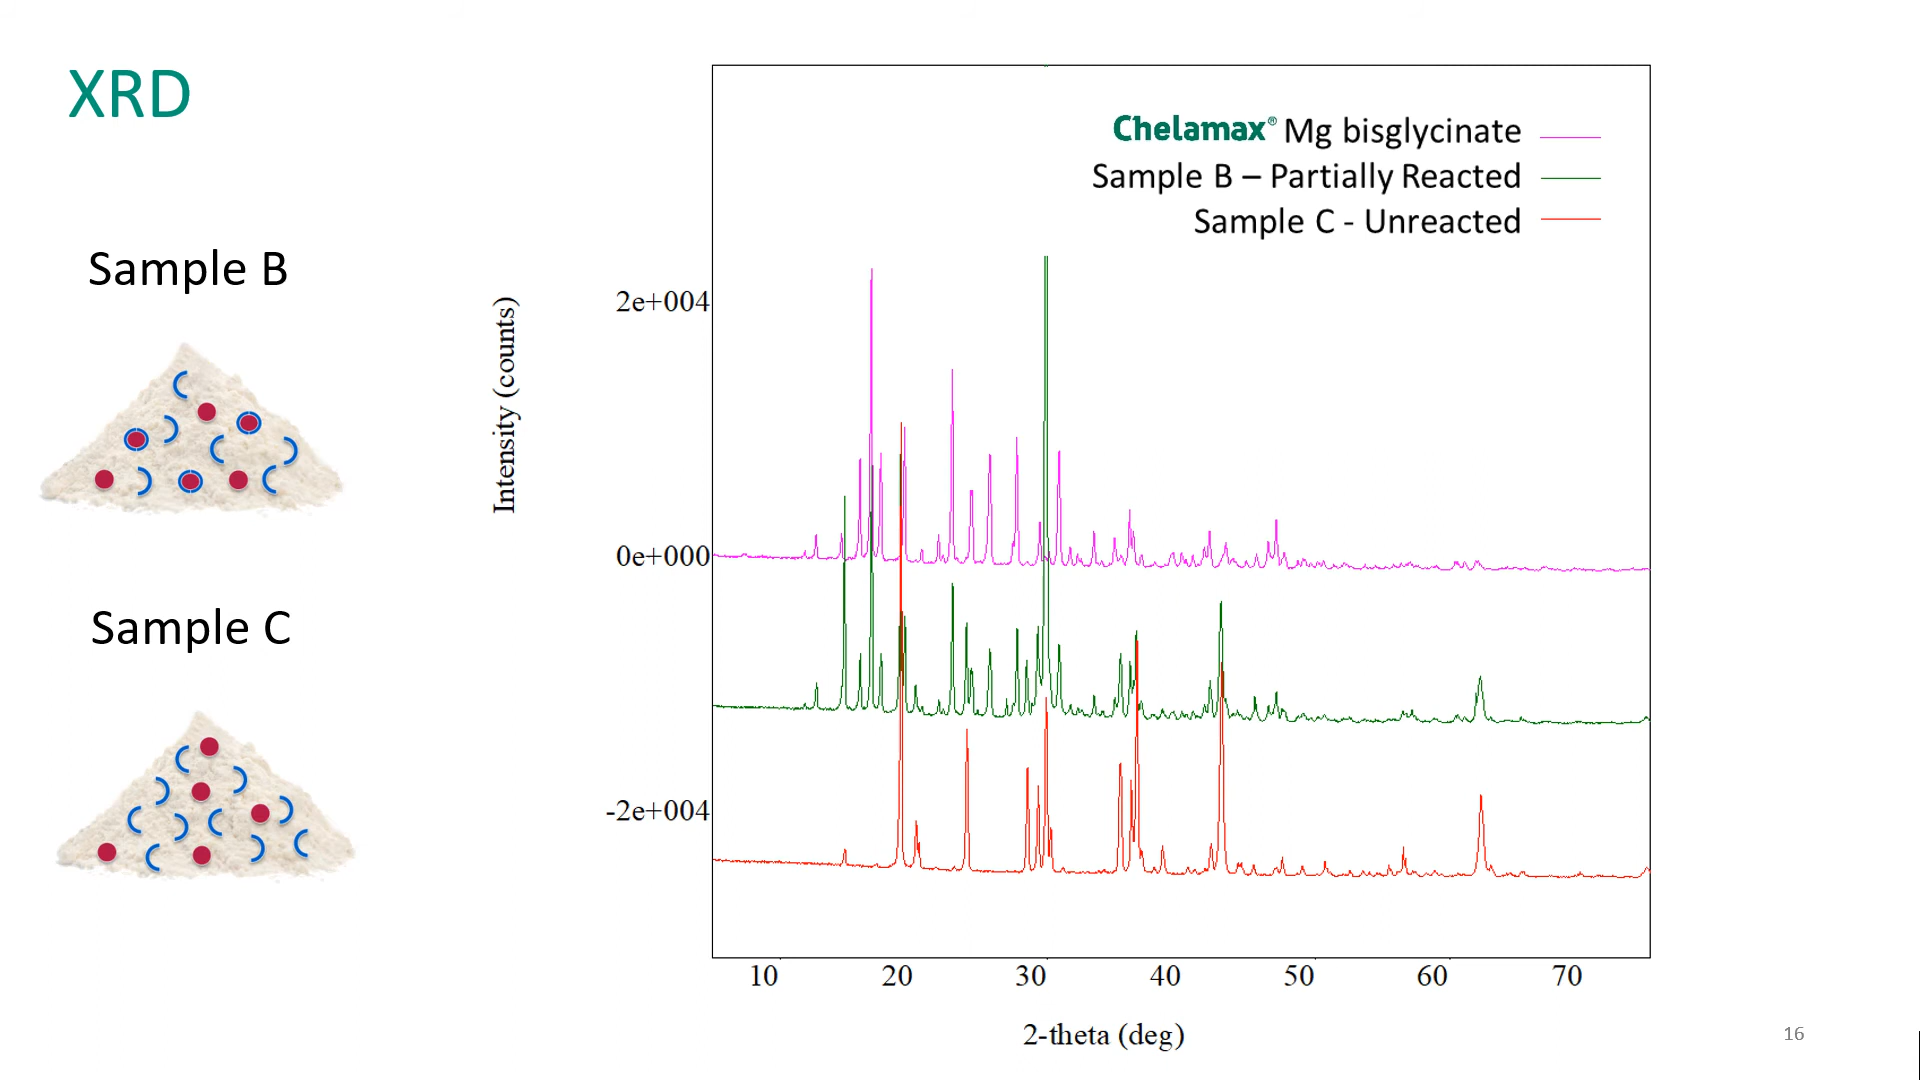 XRD
Sample B
Sample C
Chelamax® Mg bisglycinate
Sample B – Partially Reacted
Sample C - Unreacted
Intensity (counts)
2e+004
0e+000
-2e+004
10 20 30 40 50 60 70
2-theta (deg)
16